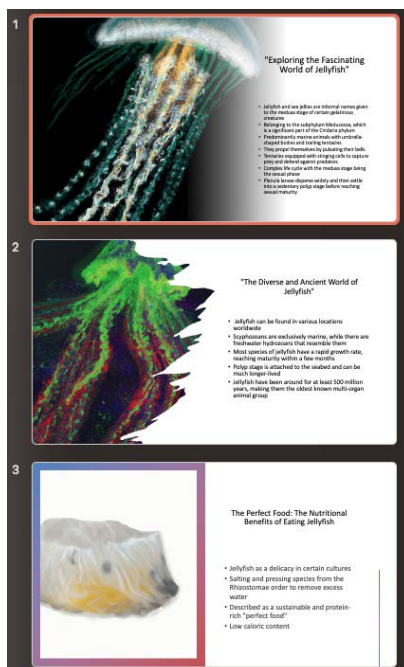 1
"Exploring the Fascinating
World of Jellyfish"
• Jellyfish and sea jellies are informal names given
to the medusa stage of certain gelatinous
creatures
• Belonging to the subphylum Medusozoa, which
is a significant part of the Cnidaria phylum
• Predominantly marine animals with umbrella-
shaped bodies and trailing tentacles
• They propel themselves by pulsating their bells
• Tentacles equipped with stinging cells to capture
prey and defend against predators
• Complex life cycle with the medusa stage being
the sexual phase
• Planula larvae disperse widely and then settle
into a sedentary polyp stage before reaching
sexual maturity
2
"The Diverse and Ancient World of
Jellyfish"
• Jellyfish can be found in various locations
worldwide
• Scyphozoans are exclusively marine, while there are
freshwater hydrozoans that resemble them
• Most species of jellyfish have a rapid growth rate,
reaching maturity within a few months
• Polyp stage is attached to the seabed and can be
much longer-lived
• Jellyfish have been around for at least 500 million
years, making them the oldest known multi-organ
animal group
3
The Perfect Food: The Nutritional
Benefits of Eating Jellyfish
• Jellyfish as a delicacy in certain cultures
• Salting and pressing species from the
Rhizostomae order to remove excess
water
• Described as a sustainable and protein-
rich "perfect food"
• Low caloric content